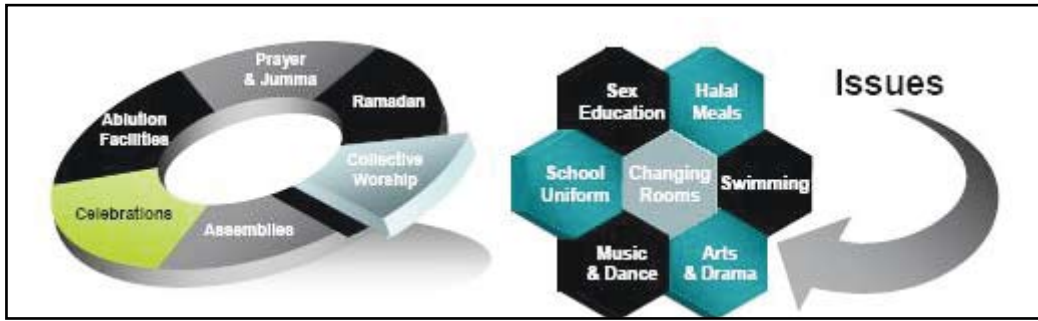 Prayer
& Jumma
Ramadan
Ablution
Facilities
Collective
Worship
Celebrations
Assemblies
Sex
Education
Halal
Meals
School
Uniform
Changing
Rooms
Swimming
Music
& Dance
Arts
& Drama
Issues